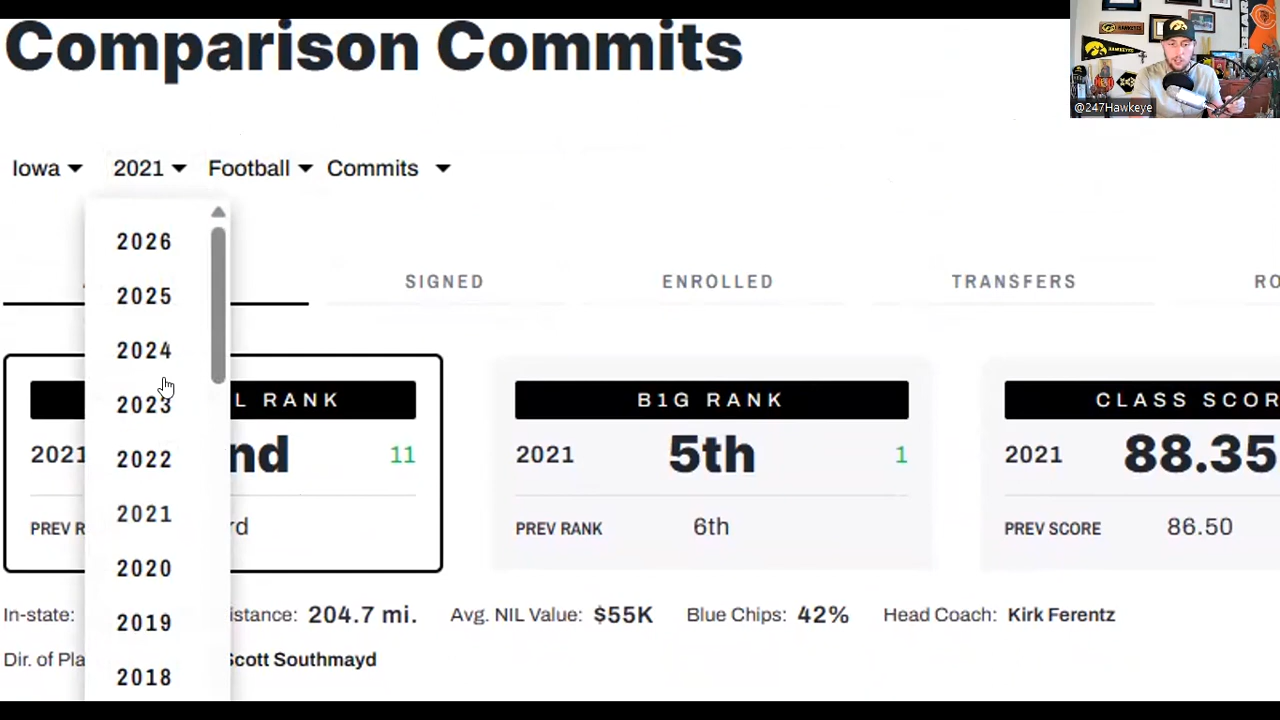 Comparison Commits
@247Hawkeye
Iowa 2021 Football Commits
2026
2025
2024
2023
2022
2021
2020
2019
2018
SIGNED ENROLLED TRANSFERS RO
L RANK
2021 nd 11
PREV R rd
B1G RANK
2021 5th 1
PREV RANK 6th
CLASS SCOR
2021 88.35
PREV SCORE 86.50
In-state: istance: 204.7 mi. Avg. NIL Value: $55K Blue Chips: 42% Head Coach: Kirk Ferentz
Dir. of Pla Scott Southmayd